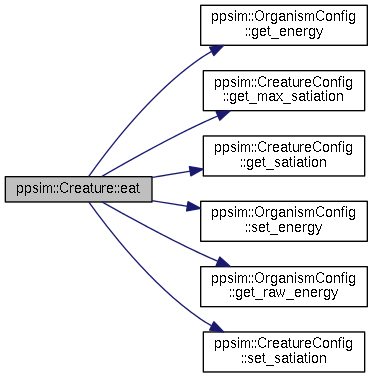 ppsim::OrganismConfig
::get_energy
ppsim::CreatureConfig
::get_max_satiation
ppsim::CreatureConfig
::get_satiation
ppsim::Creature::eat
ppsim::OrganismConfig
::set_energy
ppsim::OrganismConfig
::get_raw_energy
ppsim::CreatureConfig
::set_satiation